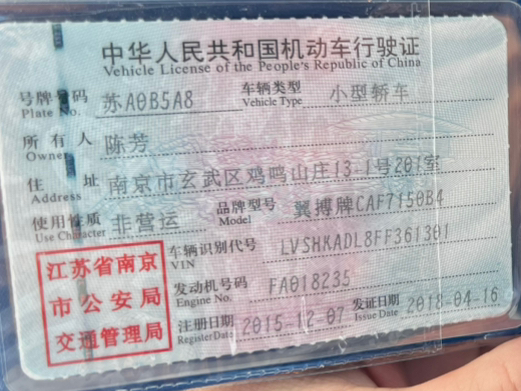 中华人民共和国机动车行驶证
Vehicle License of the People's Republic of China
号牌号码 苏A0B5A8 车辆类型 小型轿车
Plate No. Vehicle Type
所有人 陈芳
Owner
住址 南京市玄武区鸡鸣山庄13-1号201室
Address
使用性质 非营运 品牌型号 翼搏牌CAF7150B4
Use Character Model
车辆识别代号 LVSHKADL8FF361301
VIN
发动机号码 FA018235
Engine No.
注册日期 2015-12-07 发证日期 2018-04-16
Register Date Issue Date
江苏省南京
市公安局
交通管理局